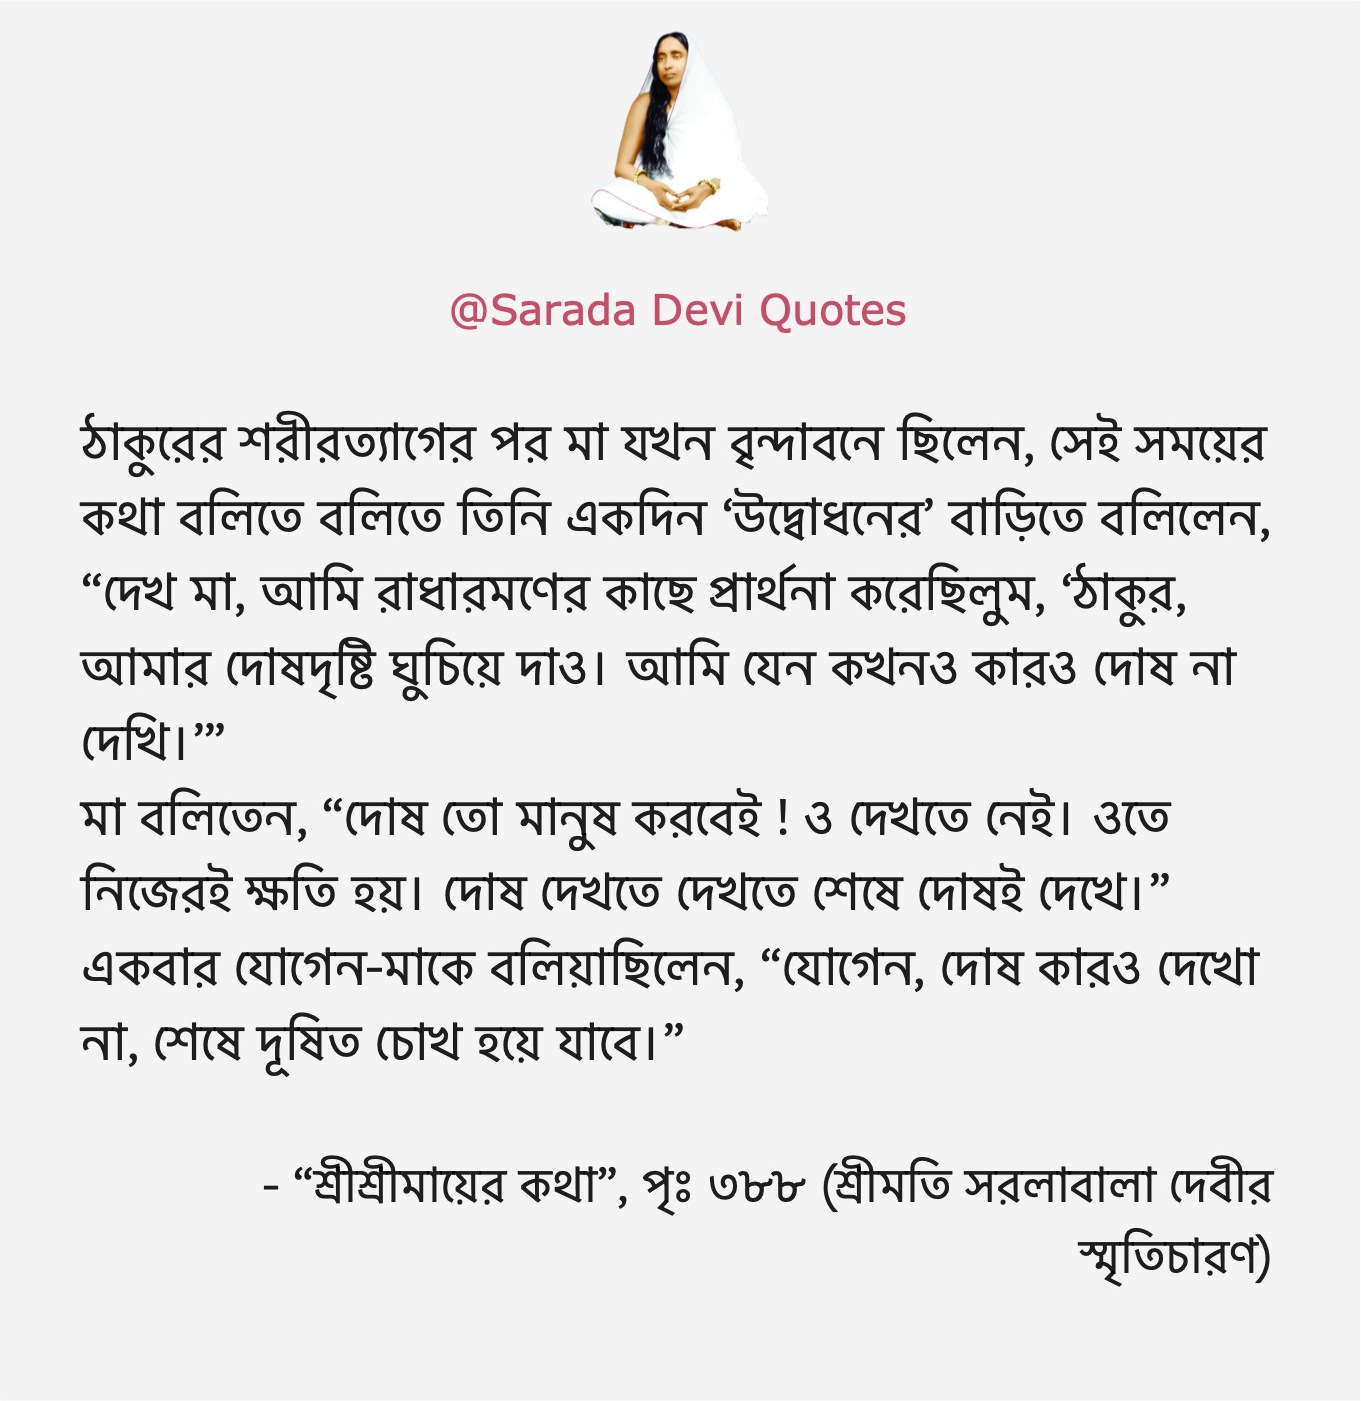 @Sarada Devi Quotes
ঠাকুরের শরীরত্যাগের পর মা যখন বৃন্দাবনে ছিলেন, সেই সময়ের
কথা বলিতে বলিতে তিনি একদিন ‘উদ্বোধনের’ বাড়িতে বলিলেন,
“দেখ মা, আমি রাধারমণের কাছে প্রার্থনা করেছিলুম, ‘ঠাকুর,
আমার দোষদৃষ্টি ঘুচিয়ে দাও। আমি যেন কখনও কারও দোষ না
দেখি।’”
মা বলিতেন, “দোষ তো মানুষ করবেই ! ও দেখতে নেই। ওতে
নিজেরই ক্ষতি হয়। দোষ দেখতে দেখতে শেষে দোষই দেখে।”
একবার যোগেন-মাকে বলিয়াছিলেন, “যোগেন, দোষ কারও দেখো
না, শেষে দূষিত চোখ হয়ে যাবে।”
- “শ্রীশ্রীমায়ের কথা”, পৃঃ ৩৮৮ (শ্রীমতি সরলাবালা দেবীর
স্মৃতিচারণ)